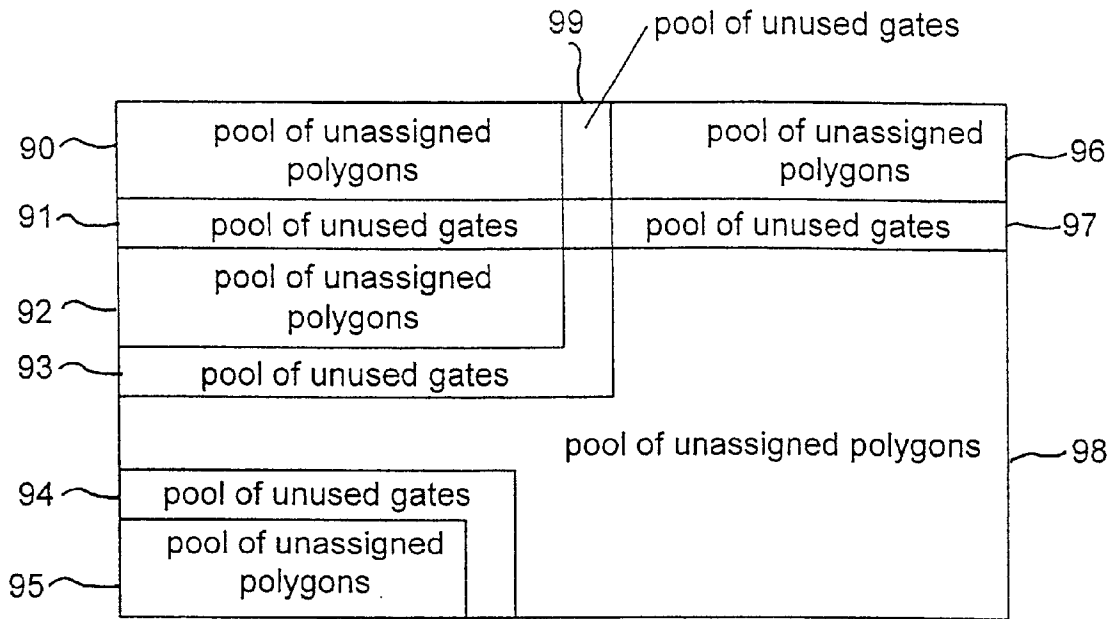 99
pool of unused gates
90
pool of unassigned
polygons
pool of unassigned
polygons
96
91
pool of unused gates
pool of unused gates
97
92
pool of unassigned
polygons
93
pool of unused gates
pool of unassigned polygons
98
94
pool of unused gates
95
pool of unassigned
polygons